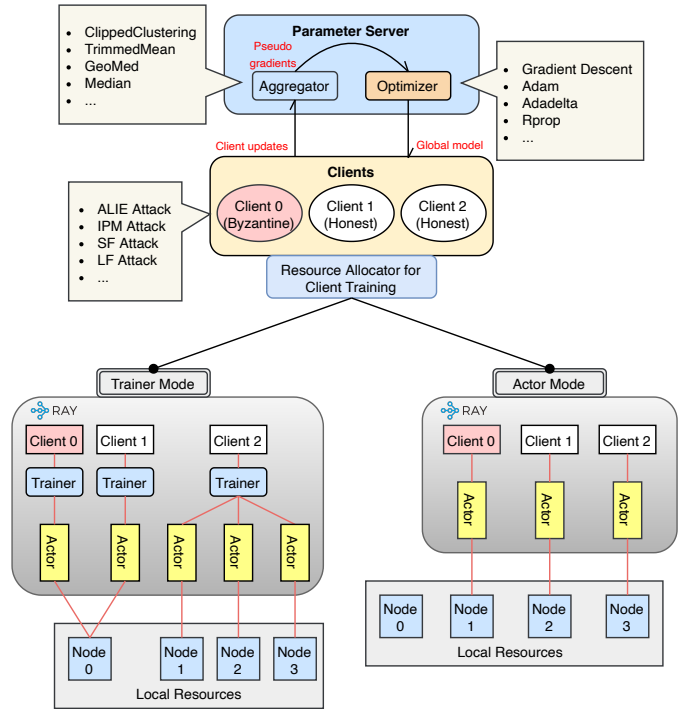 • ClippedClustering
• TrimmedMean
• GeoMed
• Median
• ...
Parameter Server
Pseudo
gradients
Aggregator
Optimizer
• Gradient Descent
• Adam
• Adadelta
• Rprop
• ...
Client updates
Global model
Clients
Client 0
(Byzantine)
Client 1
(Honest)
Client 2
(Honest)
• ALIE Attack
• IPM Attack
• SF Attack
• LF Attack
• ...
Resource Allocator for
Client Training
Trainer Mode
RAY
Client 0
Client 1
Client 2
Trainer
Trainer
Trainer
Actor
Actor
Actor
Actor
Actor
Node
0
Node
1
Node
2
Node
3
Local Resources
Actor Mode
RAY
Client 0
Client 1
Client 2
Actor
Actor
Actor
Node
0
Node
1
Node
2
Node
3
Local Resources